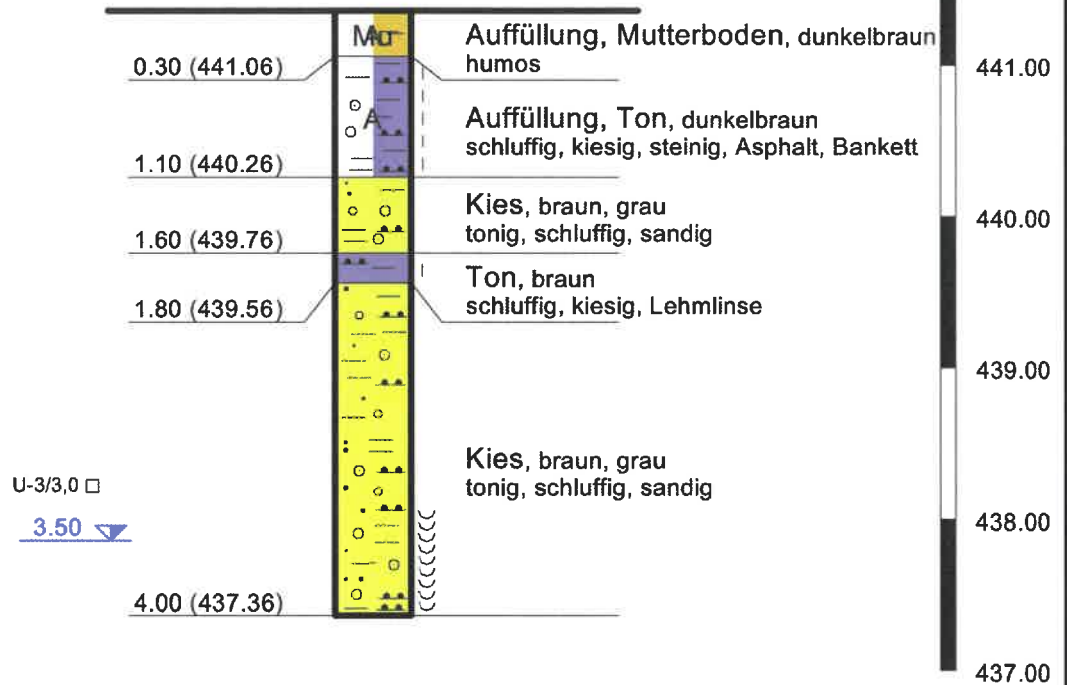 Auffüllung, Mutterboden, dunkelbraun
humos
0.30 (441.06)
441.00
A
Auffüllung, Ton, dunkelbraun
schluffig, kiesig, steinig, Asphalt, Bankett
1.10 (440.26)
Kies, braun, grau
tonig, schluffig, sandig
440.00
1.60 (439.76)
Ton, braun
schluffig, kiesig, Lehmlinse
1.80 (439.56)
439.00
Kies, braun, grau
tonig, schluffig, sandig
U-3/3,0
3.50
438.00
4.00 (437.36)
437.00